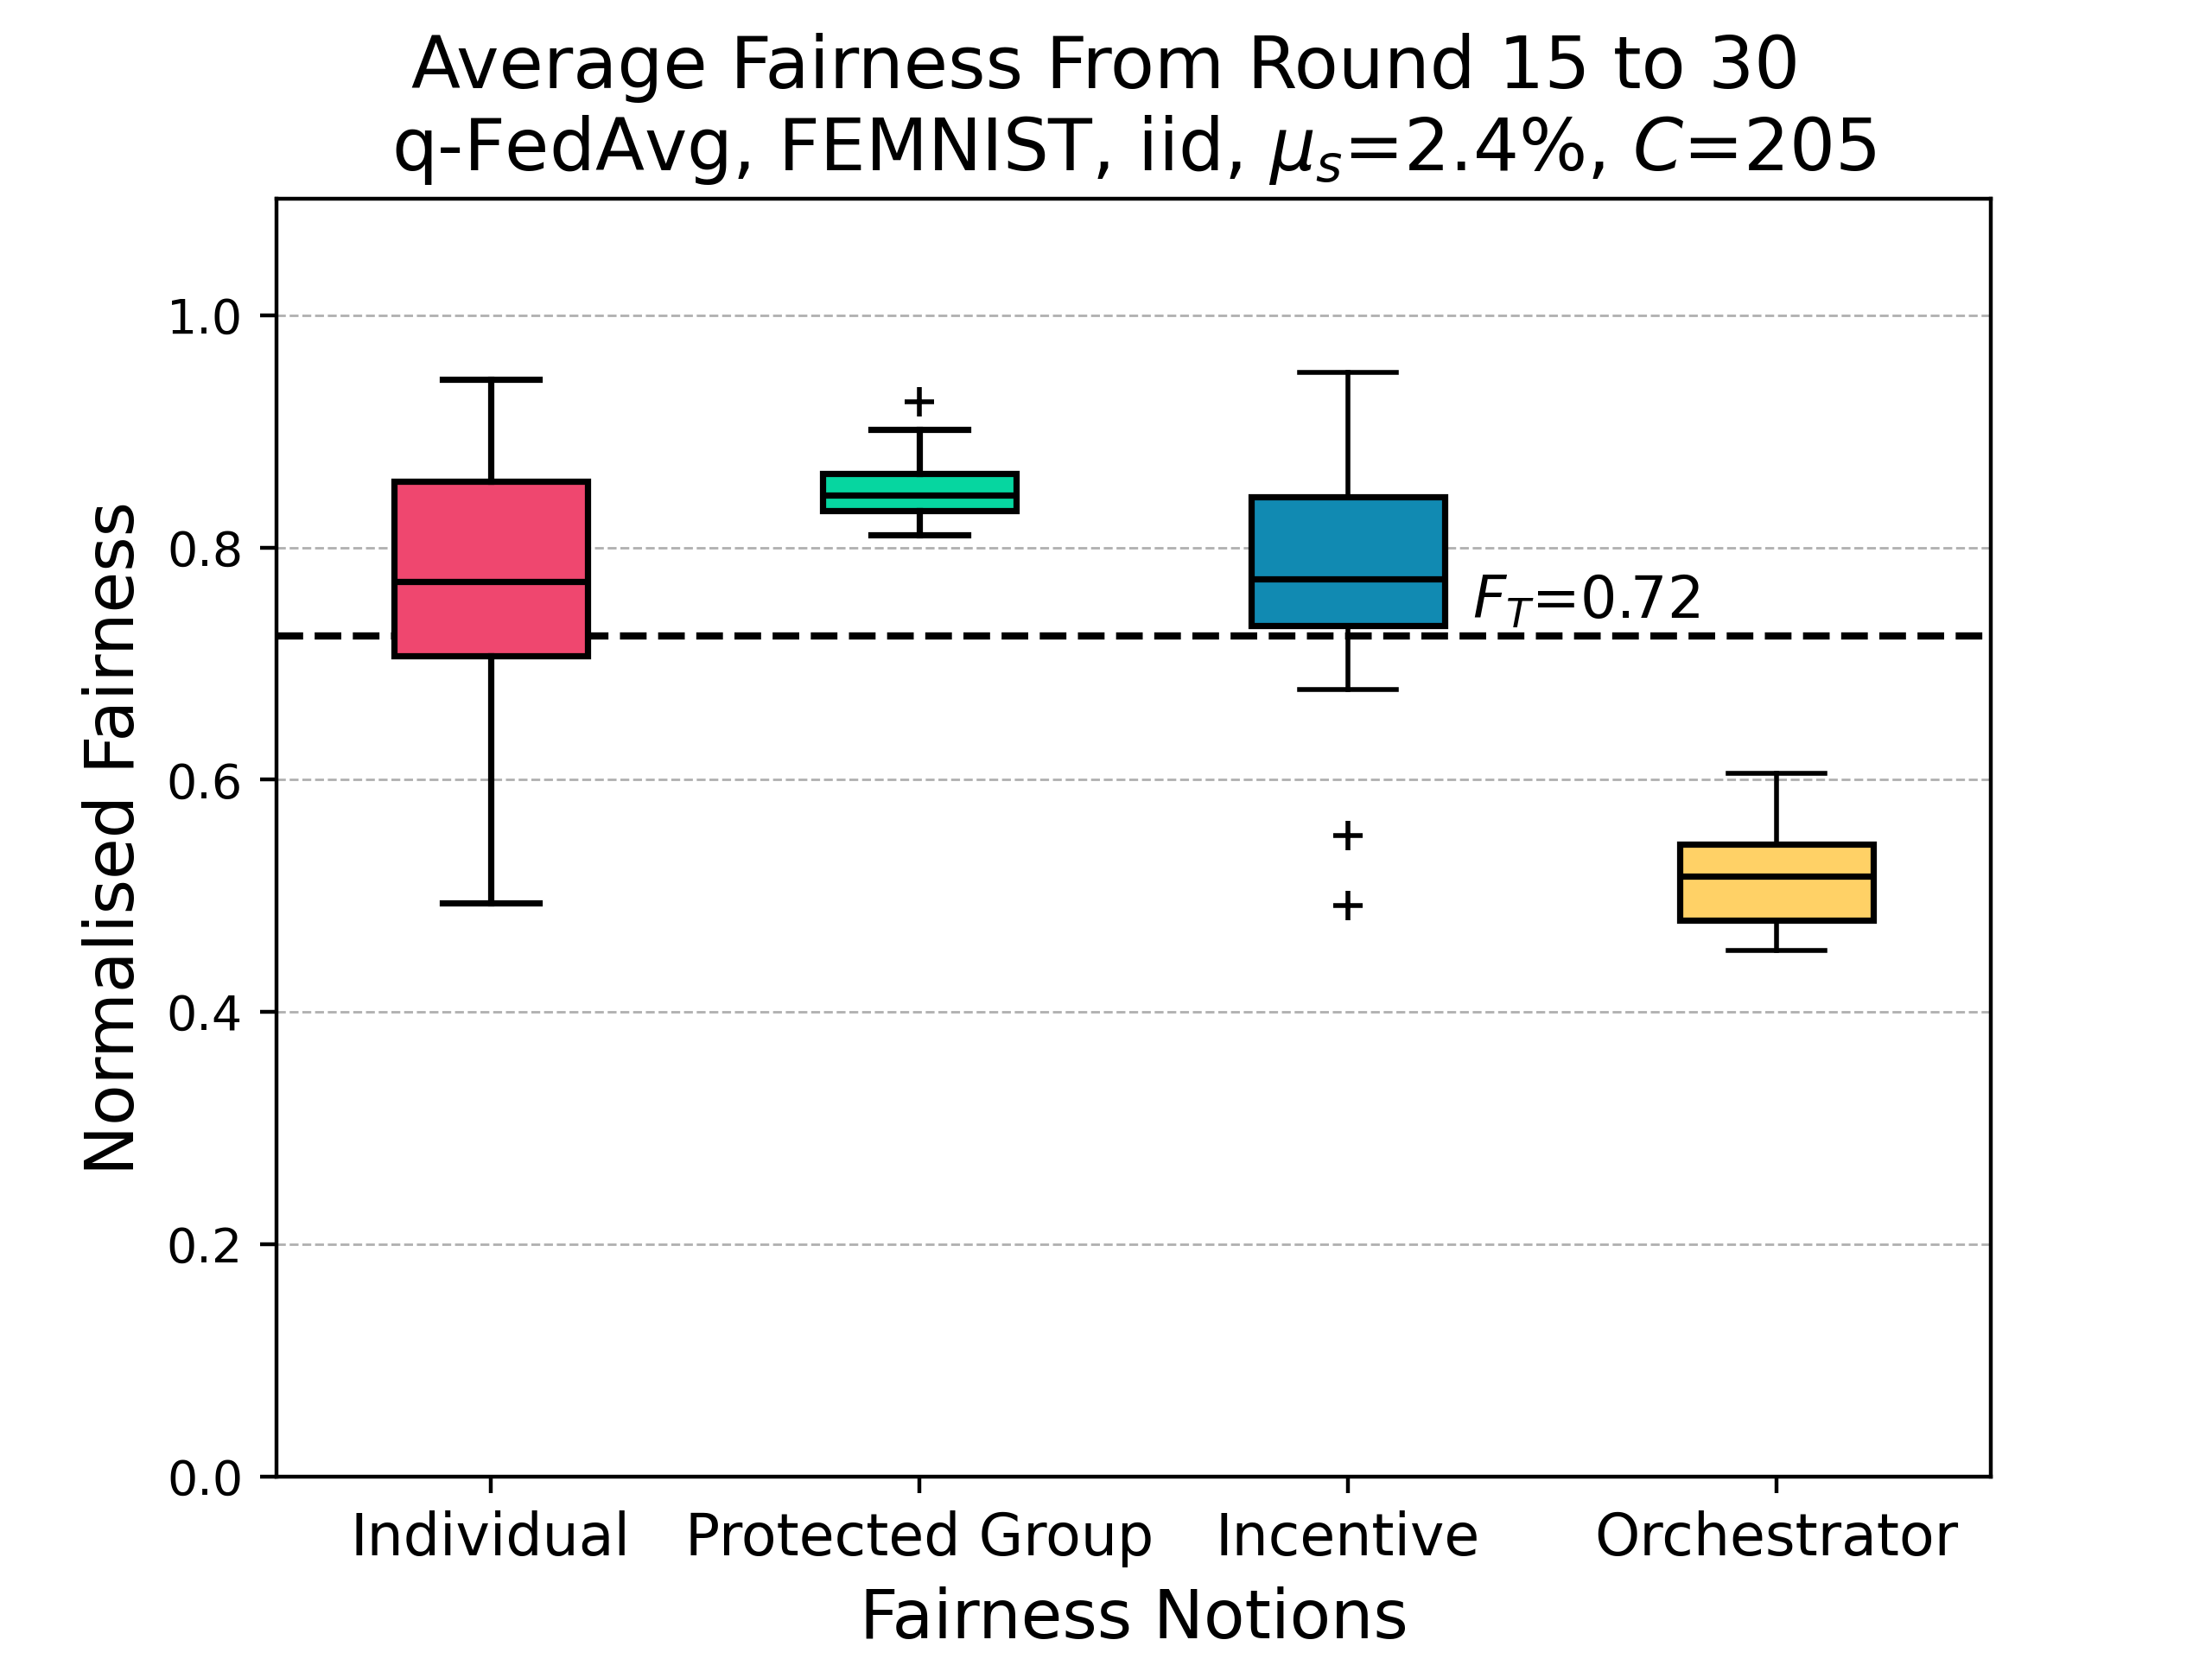 Average Fairness From Round 15 to 30
q-FedAvg, FEMNIST, iid, μₛ=2.4%, C=205
Normalised Fairness
1.0
0.8
0.6
0.4
0.2
0.0
F_T=0.72
Individual Protected Group Incentive Orchestrator
Fairness Notions